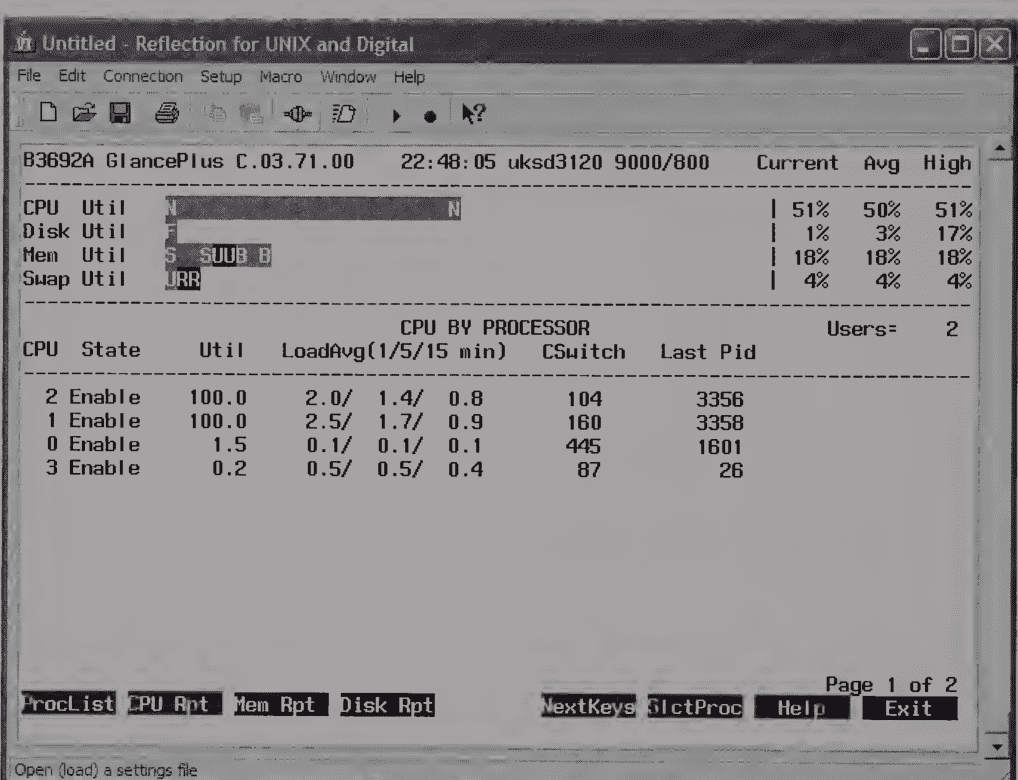 Untitled - Reflection for UNIX and Digital
File Edit Connection Setup Macro Window Help
B3692A GlancePlus C.03.71.00 22:48:05 uksd3120 9000/800 Current Avg High
CPU Util N N | 51% 50% 51%
Disk Util F | 1% 3% 17%
Mem Util S SUUB B | 18% 18% 18%
Swap Util URR | 4% 4% 4%
CPU BY PROCESSOR Users= 2
CPU State Util LoadAvg(1/5/15 min) CSwitch Last Pid
2 Enable 100.0 2.0/ 1.4/ 0.8 104 3356
1 Enable 100.0 2.5/ 1.7/ 0.9 160 3358
0 Enable 1.5 0.1/ 0.1/ 0.1 445 1601
3 Enable 0.2 0.5/ 0.5/ 0.4 87 26
Page 1 of 2
ProcList CPU Rpt Mem Rpt Disk Rpt NextKeys SlctProc Help Exit
Open (load) a settings file